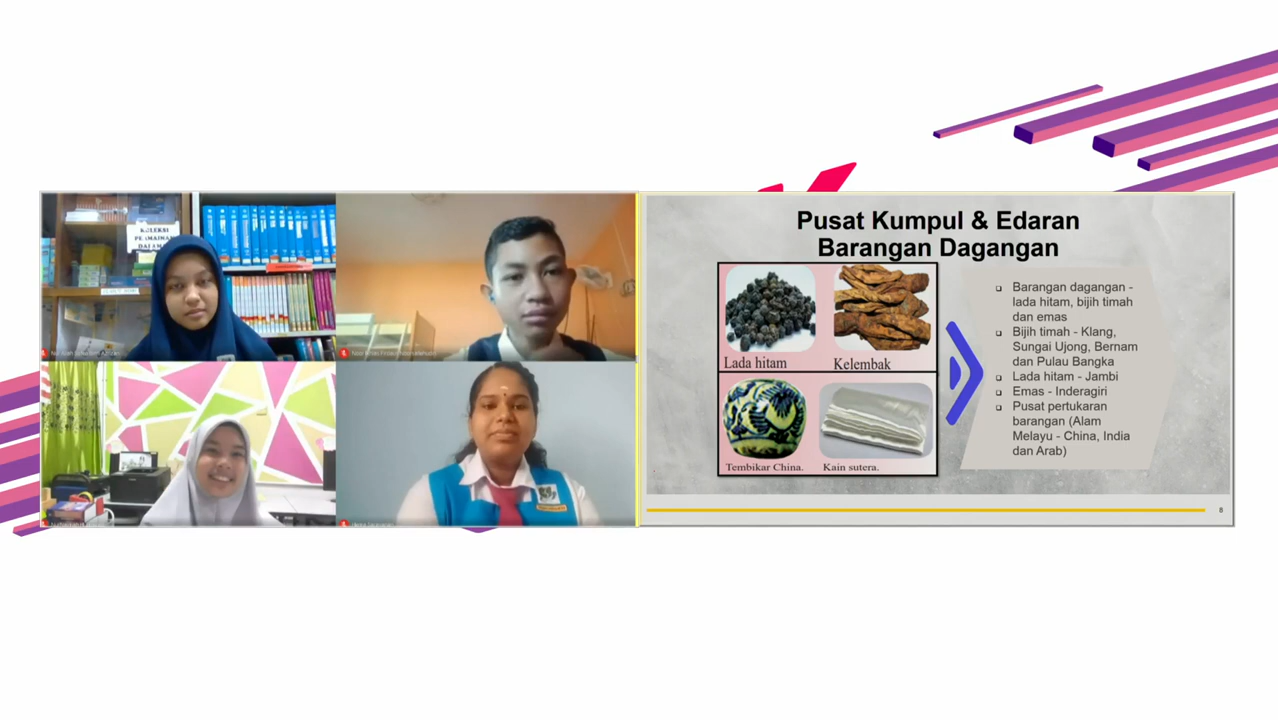 KOLEKSI
PERMAINAN
DALAMAN
Pusat Kumpul & Edaran
Barangan Dagangan
Lada hitam
Kelembak
Tembikar China.
Kain sutera.
Barangan dagangan -
lada hitam, bijih timah
dan emas
Bijih timah - Klang,
Sungai Ujong, Bernam
dan Pulau Bangka
Lada hitam - Jambi
Emas - Inderagiri
Pusat pertukaran
barangan (Alam
Melayu - China, India
dan Arab)
8